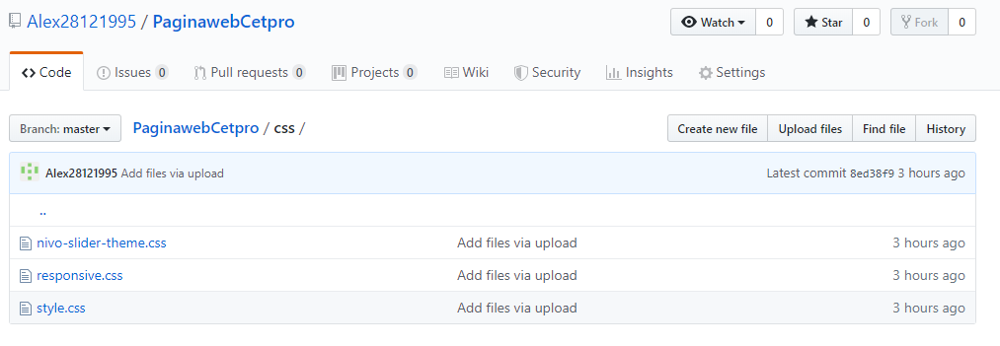 Alex28121995 / PaginawebCetpro Watch 0 Star 0 Fork 0
Code Issues 0 Pull requests 0 Projects 0 Wiki Security Insights Settings
Branch: master PaginawebCetpro / css / Create new file Upload files Find file History
Alex28121995 Add files via upload Latest commit 8ed38f9 3 hours ago
..
nivo-slider-theme.css Add files via upload 3 hours ago
responsive.css Add files via upload 3 hours ago
style.css Add files via upload 3 hours ago